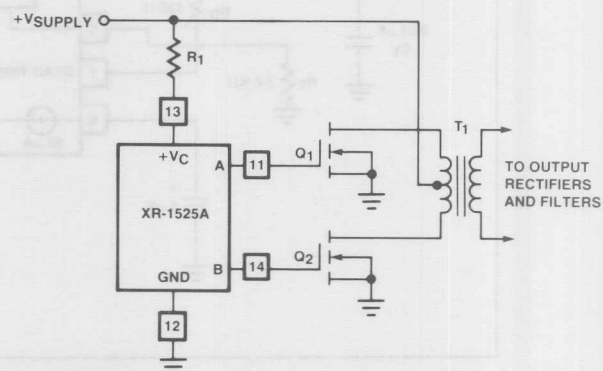 +VSUPPLY
R1
13
+VC
A
11
Q1
T1
TO OUTPUT
RECTIFIERS
AND FILTERS
XR-1525A
B
14
Q2
GND
12